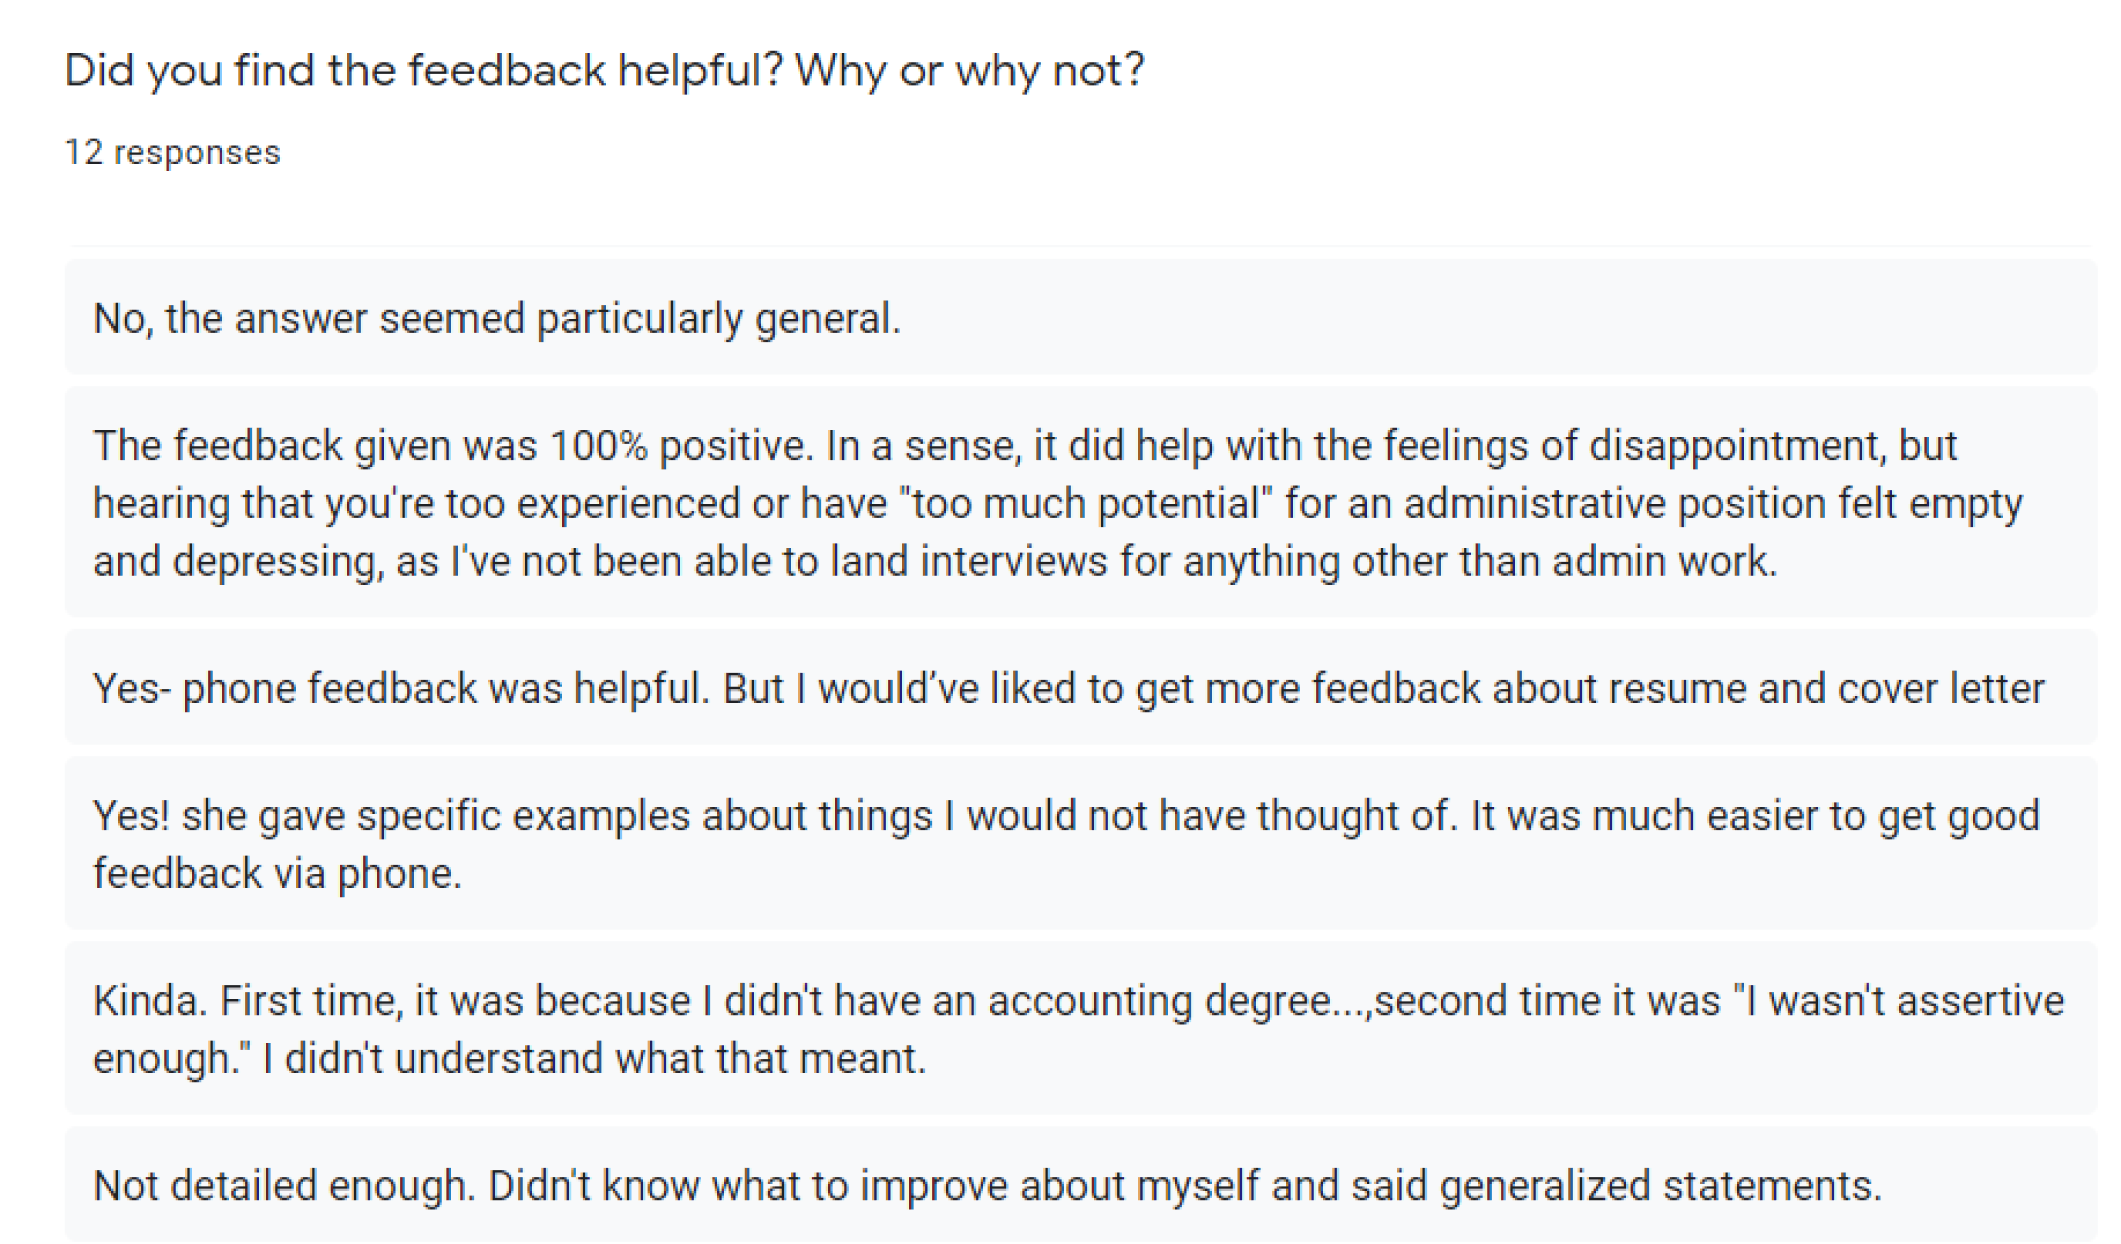 Did you find the feedback helpful? Why or why not?
12 responses
No, the answer seemed particularly general.
The feedback given was 100% positive. In a sense, it did help with the feelings of disappointment, but
hearing that you're too experienced or have "too much potential" for an administrative position felt empty
and depressing, as I've not been able to land interviews for anything other than admin work.
Yes- phone feedback was helpful. But I would’ve liked to get more feedback about resume and cover letter
Yes! she gave specific examples about things I would not have thought of. It was much easier to get good
feedback via phone.
Kinda. First time, it was because I didn't have an accounting degree...,second time it was "I wasn't assertive
enough." I didn't understand what that meant.
Not detailed enough. Didn't know what to improve about myself and said generalized statements.